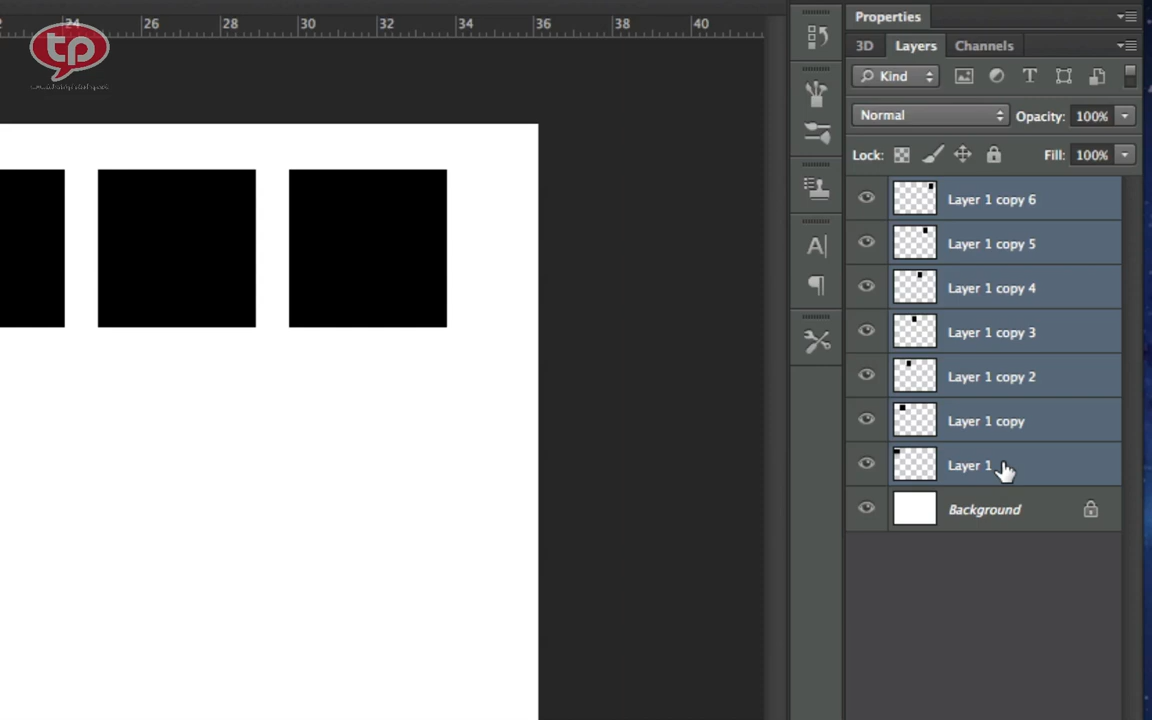 Properties
24 26 28 30 32 34 36 38 40
tp
3D Layers Channels
Kind T
Normal Opacity: 100%
Lock: Fill: 100%
Layer 1 copy 6
Layer 1 copy 5
A
Layer 1 copy 4
Layer 1 copy 3
Layer 1 copy 2
Layer 1 copy
Layer 1
Background